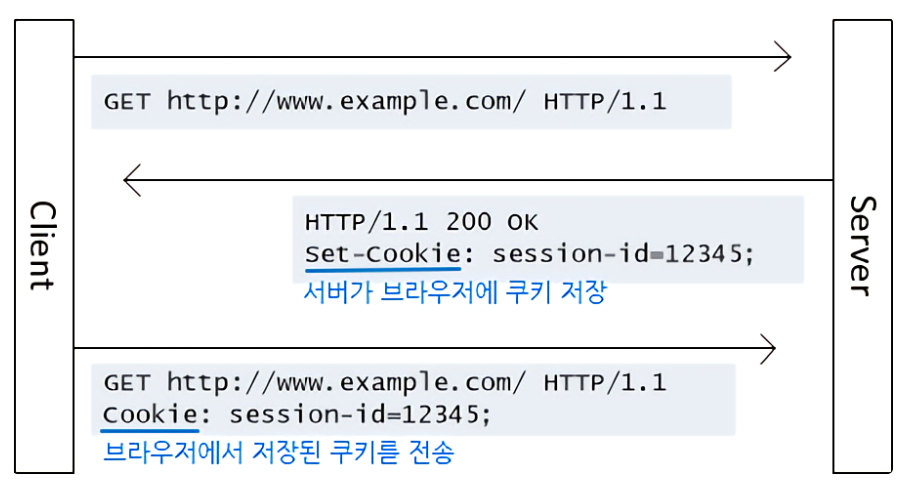 Client
Server
GET http://www.example.com/ HTTP/1.1
HTTP/1.1 200 OK
Set-Cookie: session-id=12345;
서버가 브라우저에 쿠키 저장
GET http://www.example.com/ HTTP/1.1
Cookie: session-id=12345;
브라우저에서 저장된 쿠키를 전송